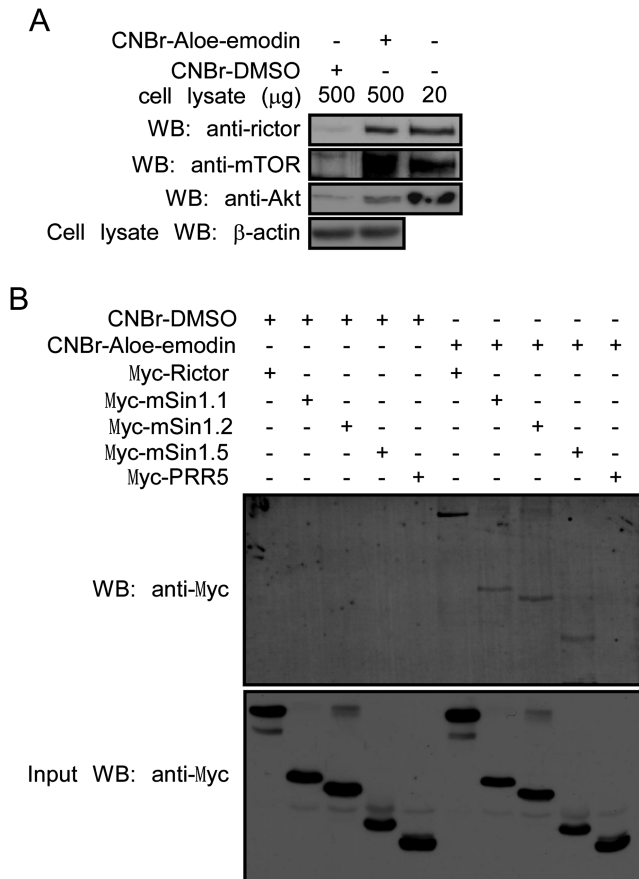 A
CNBr-Aloe-emodin - + -
CNBr-DMSO + - -
cell lysate (μg) 500 500 20
WB: anti-rictor
WB: anti-mTOR
WB: anti-Akt
Cell lysate WB: β-actin
B
CNBr-DMSO + + + + + - - - - -
CNBr-Aloe-emodin - - - - - + + + + +
Myc-Rictor + - - - - + - - - -
Myc-mSin1.1 - + - - - - + - - -
Myc-mSin1.2 - - + - - - - + - -
Myc-mSin1.5 - - - + - - - - + -
Myc-PRR5 - - - - + - - - - +
WB: anti-Myc
Input WB: anti-Myc